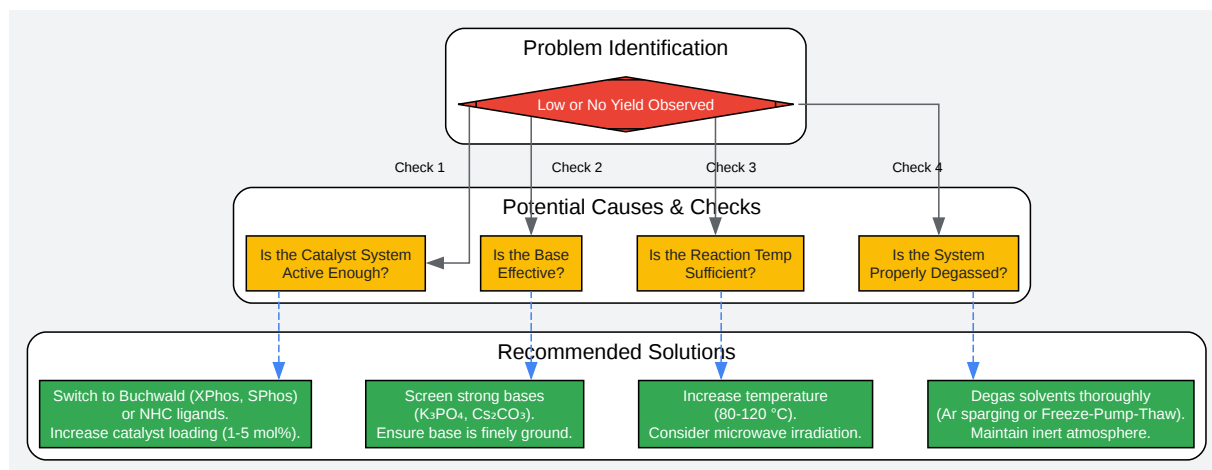 Problem Identification
Low or No Yield Observed
Check 1
Check 2
Check 3
Check 4
Potential Causes & Checks
Is the Catalyst System
Active Enough?
Is the Base
Effective?
Is the Reaction Temp
Sufficient?
Is the System
Properly Degassed?
Recommended Solutions
Switch to Buchwald (XPhos, SPhos)
or NHC ligands.
Increase catalyst loading (1-5 mol%).
Screen strong bases
(K₃PO₄, Cs₂CO₃).
Ensure base is finely ground.
Increase temperature
(80-120 °C).
Consider microwave irradiation.
Degas solvents thoroughly
(Ar sparging or Freeze-Pump-Thaw).
Maintain inert atmosphere.